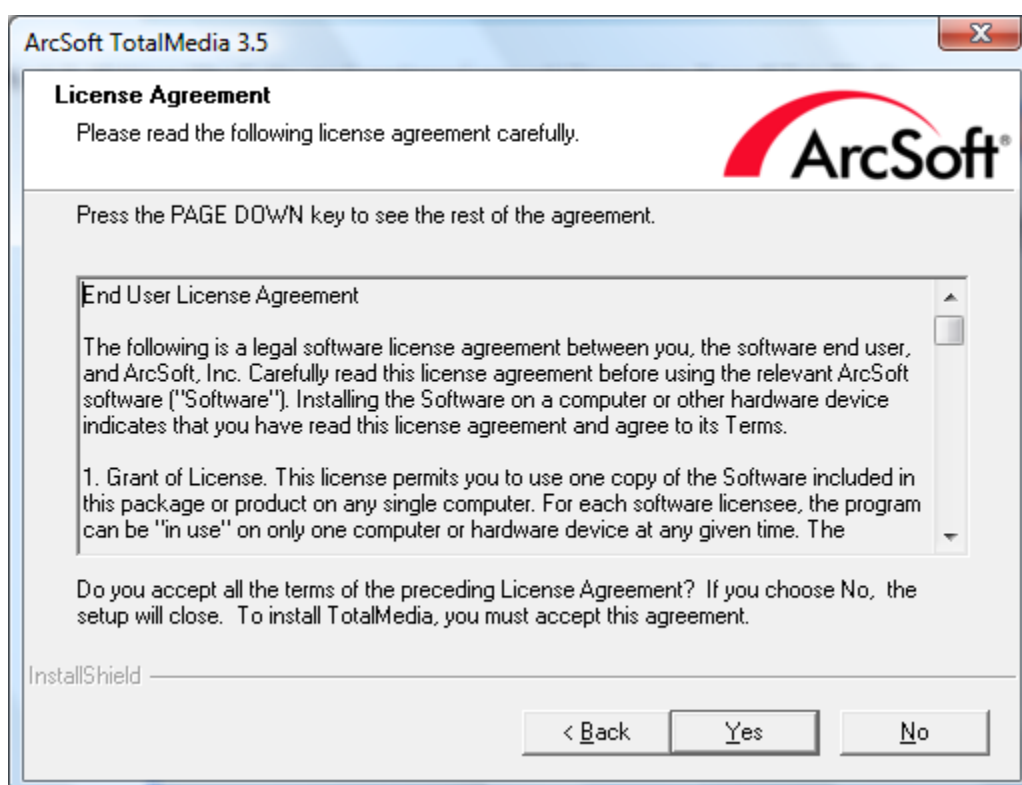 ArcSoft TotalMedia 3.5
License Agreement
Please read the following license agreement carefully.
ArcSoft®
Press the PAGE DOWN key to see the rest of the agreement.
End User License Agreement
The following is a legal software license agreement between you, the software end user,
and ArcSoft, Inc. Carefully read this license agreement before using the relevant ArcSoft
software ("Software"). Installing the Software on a computer or other hardware device
indicates that you have read this license agreement and agree to its Terms.
1. Grant of License. This license permits you to use one copy of the Software included in
this package or product on any single computer. For each software licensee, the program
can be "in use" on only one computer or hardware device at any given time. The
Do you accept all the terms of the preceding License Agreement? If you choose No, the
setup will close. To install TotalMedia, you must accept this agreement.
InstallShield
< Back Yes No